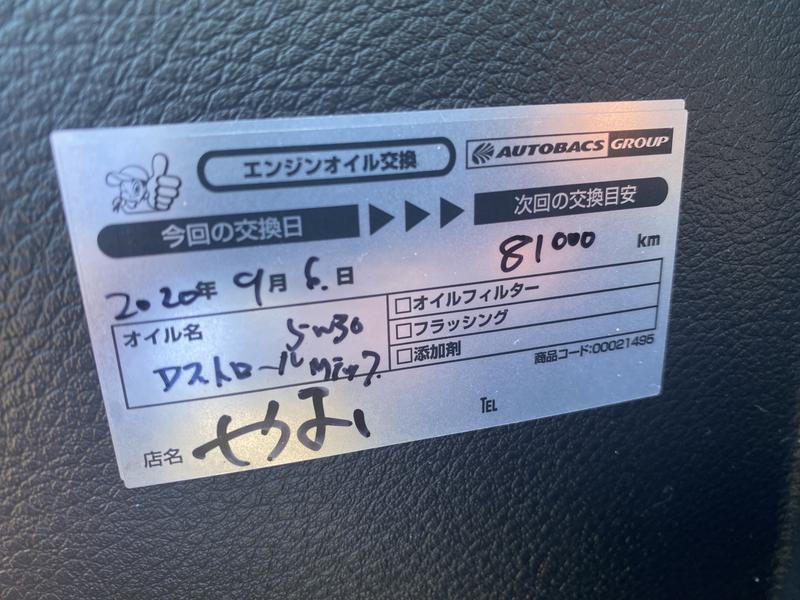 エンジンオイル交換
AUTOBACS GROUP
今回の交換日
次回の交換目安
2020年 9月 6.日
81000 km
オイル名 5W30
□オイルフィルター
□フラッシング
□添加剤
商品コード:00021495
店名
TEL